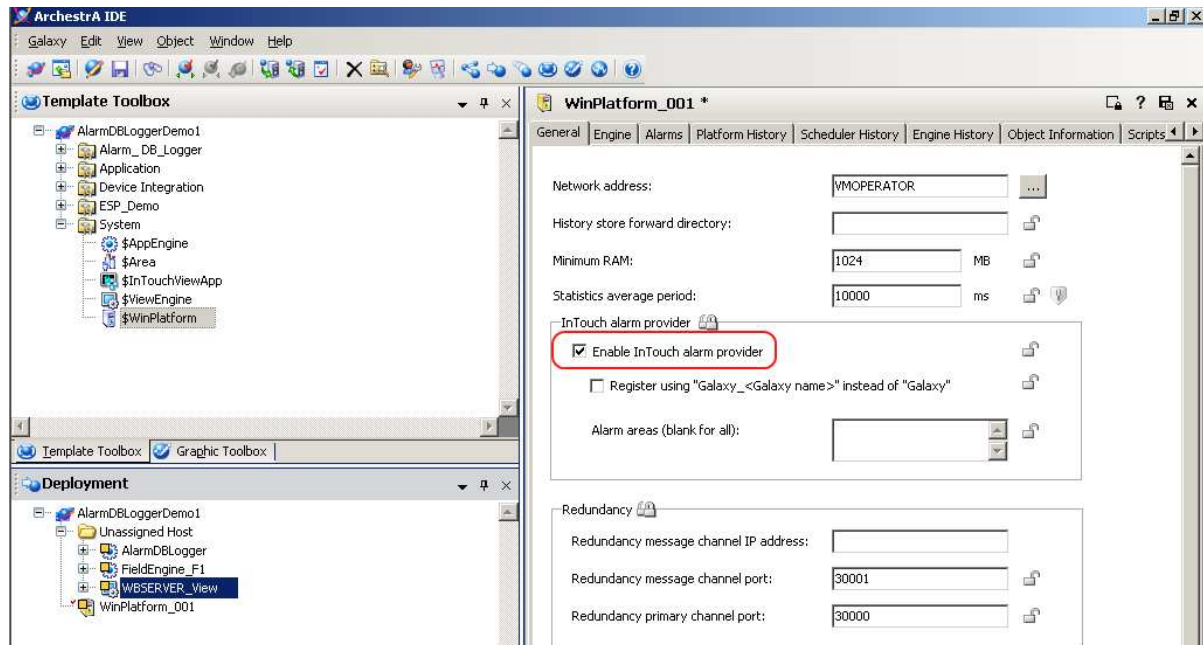 ArchestrA IDE
Galaxy Edit View Object Window Help
Template Toolbox
AlarmDBLoggerDemo1
Alarm_ DB_Logger
Application
Device Integration
ESP_Demo
System
$AppEngine
$Area
$InTouchViewApp
$ViewEngine
$WinPlatform
Template Toolbox Graphic Toolbox
Deployment
AlarmDBLoggerDemo1
Unassigned Host
AlarmDBLogger
FieldEngine_F1
WBSERVER_View
WinPlatform_001
WinPlatform_001 *
General Engine Alarms Platform History Scheduler History Engine History Object Information Scripts
Network address: VMOPERATOR ...
History store forward directory:
Minimum RAM: 1024 MB
Statistics average period: 10000 ms
InTouch alarm provider
Enable InTouch alarm provider
Register using "Galaxy_<Galaxy name>" instead of "Galaxy"
Alarm areas (blank for all):
Redundancy
Redundancy message channel IP address:
Redundancy message channel port: 30001
Redundancy primary channel port: 30000